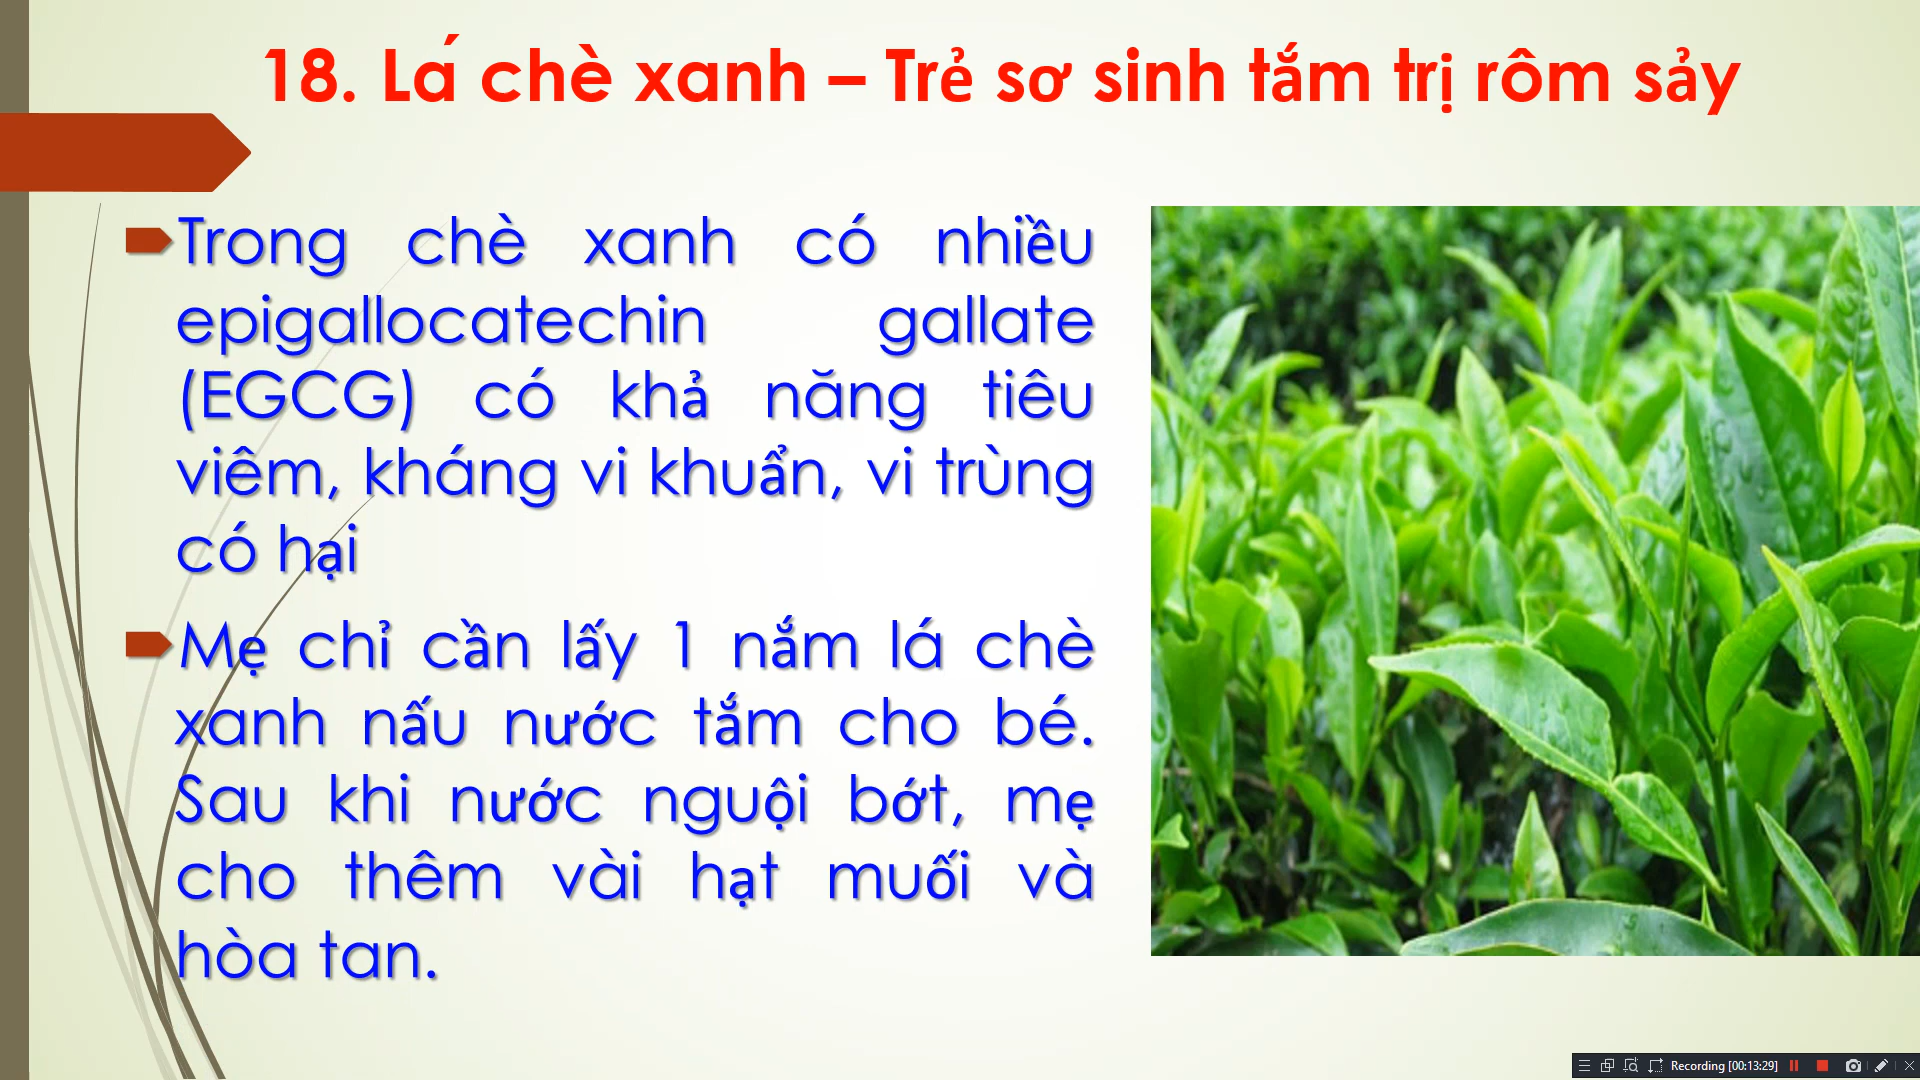 18. Lá chè xanh – Trẻ sơ sinh tắm trị rôm sảy
Trong chè xanh có nhiều
epigallocatechin gallate
(EGCG) có khả năng tiêu
viêm, kháng vi khuẩn, vi trùng
có hại
Mẹ chỉ cần lấy 1 nắm lá chè
xanh nấu nước tắm cho bé.
Sau khi nước nguội bớt, mẹ
cho thêm vài hạt muối và
hòa tan.
Recording [00:13:29]